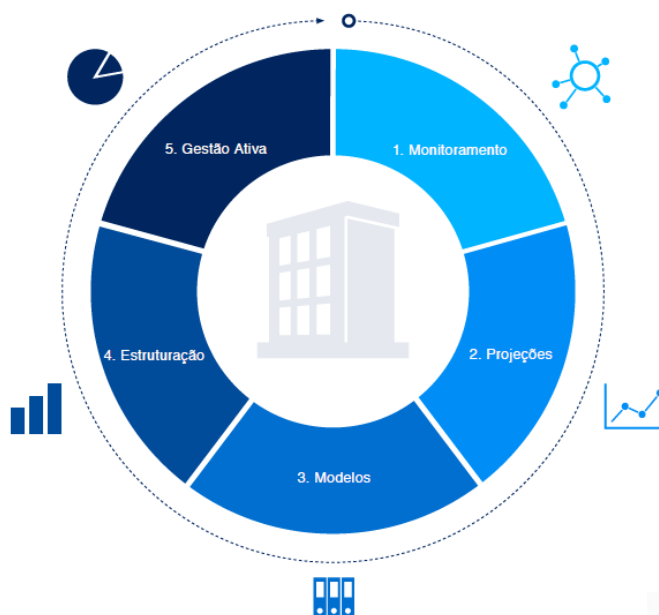 1. Monitoramento
2. Projeções
3. Modelos
4. Estruturação
5. Gestão Ativa